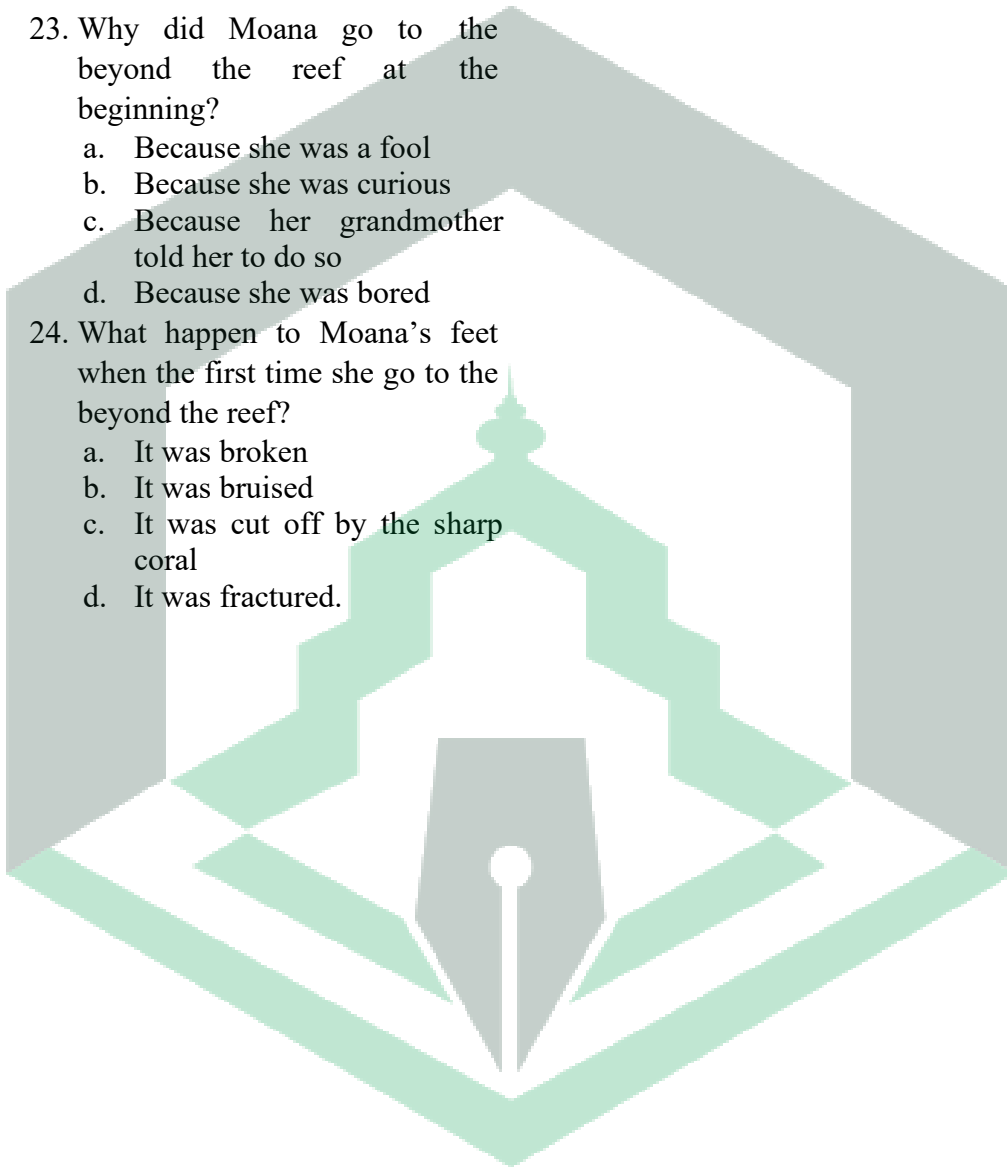 23. Why did Moana go to the
beyond the reef at the
beginning?
a. Because she was a fool
b. Because she was curious
c. Because her grandmother
told her to do so
d. Because she was bored
24. What happen to Moana’s feet
when the first time she go to the
beyond the reef?
a. It was broken
b. It was bruised
c. It was cut off by the sharp
coral
d. It was fractured.